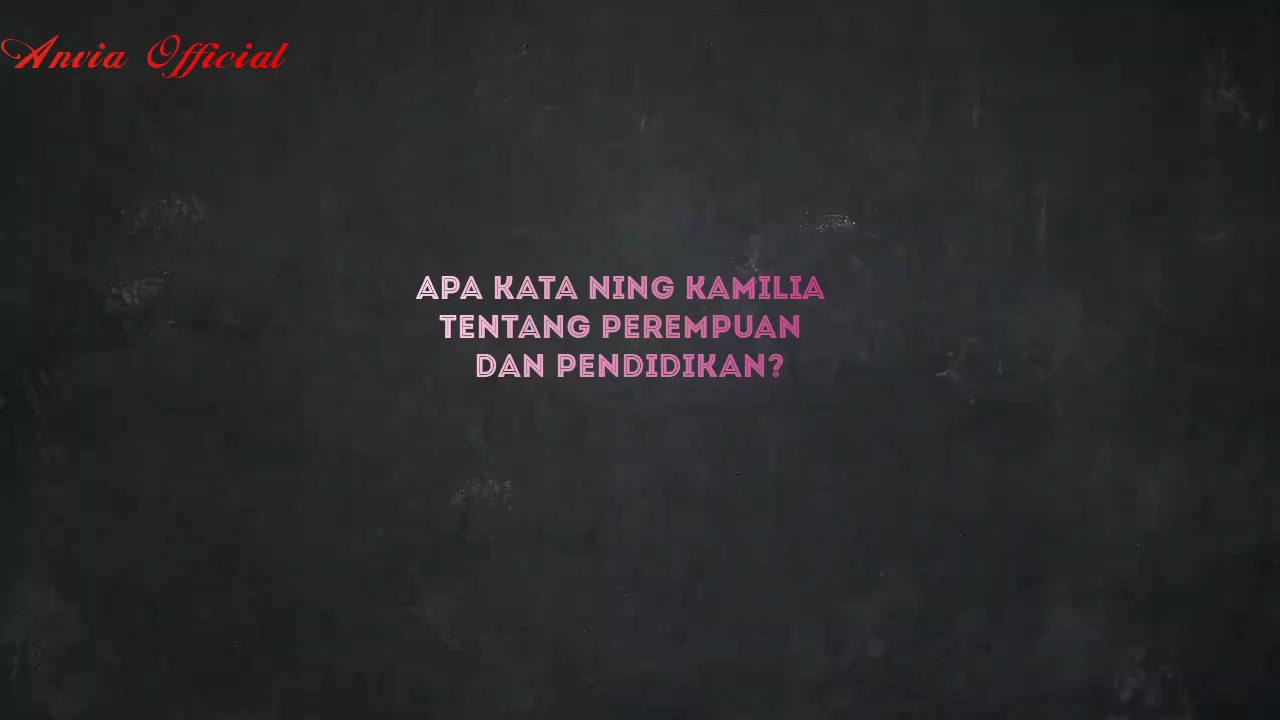 Anvia Official
APA KATA NING KAMILIA
TENTANG PEREMPUAN
DAN PENDIDIKAN?